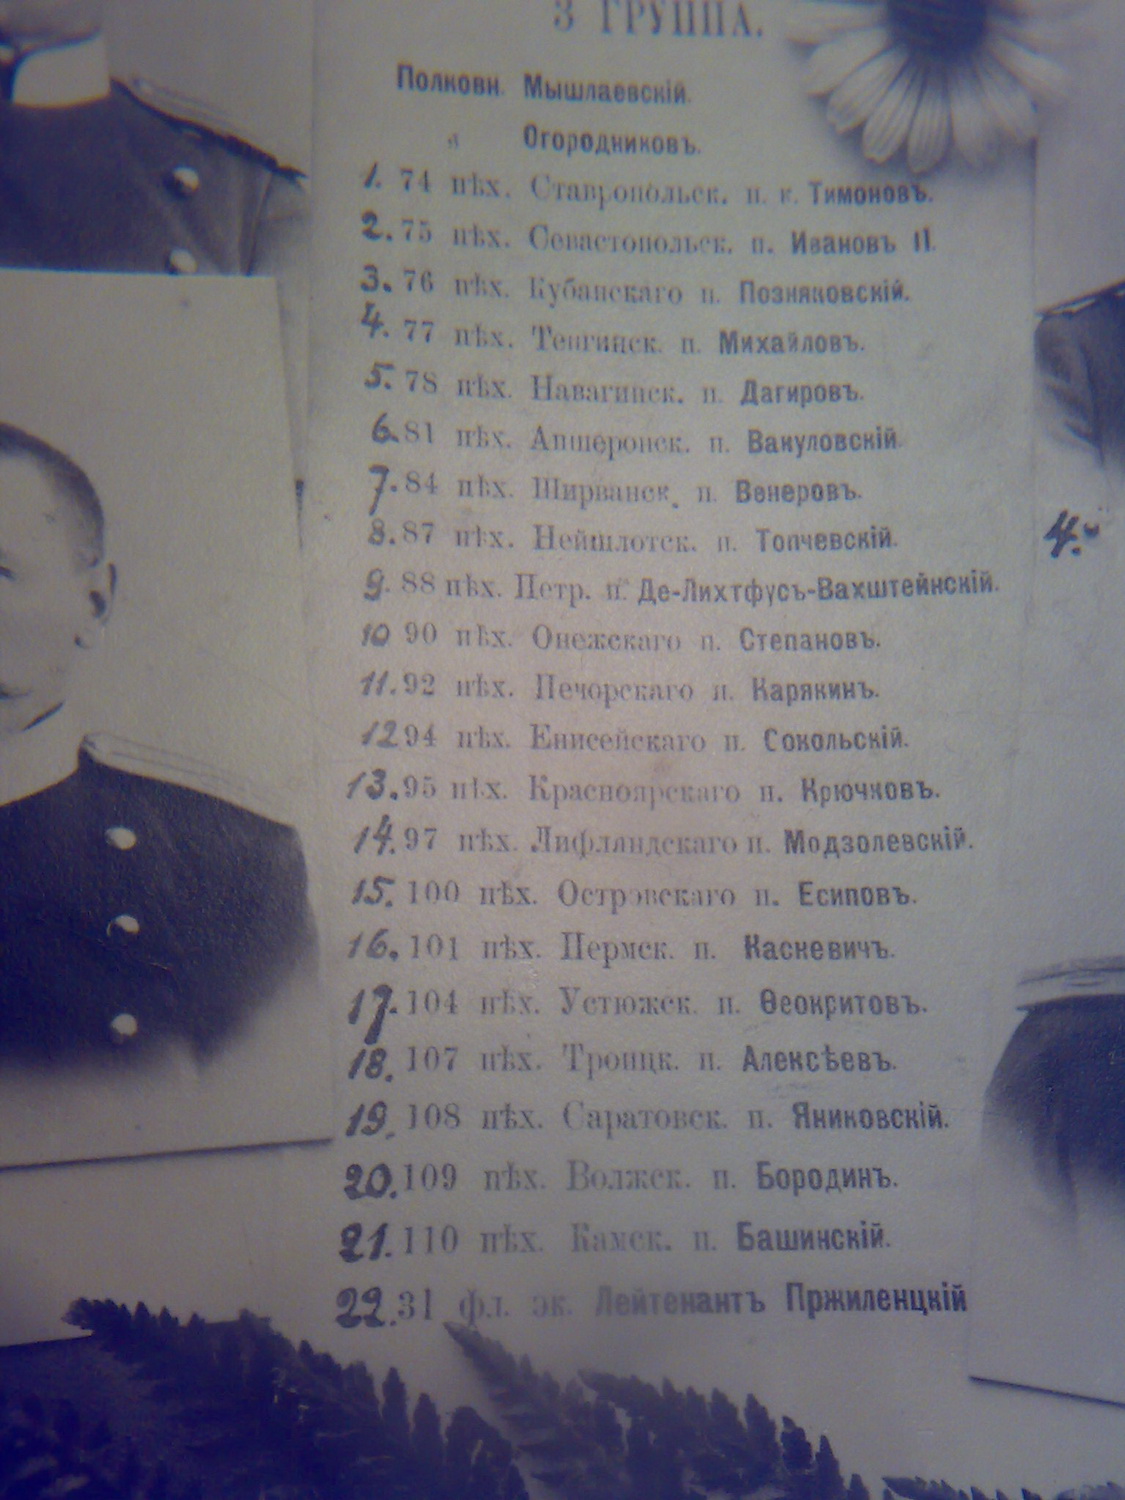 3 ГРУППА.
Полковн. Мышлаевскій.
„ Огородниковъ.
1. 74 пѣх. Ставропольск. п. к. Тимоновъ.
2. 75 пѣх. Севастопольск. п. Ивановъ II.
3. 76 пѣх. Кубанскаго п. Позняковскій.
4. 77 пѣх. Тенгинск. п. Михайловъ.
5. 78 пѣх. Навагинск. п. Дагировъ.
6. 81 пѣх. Апшеронск. п. Вакуловскій.
7. 84 пѣх. Ширванск. п. Венеровъ.
8. 87 пѣх. Нейшлотск. п. Топчевскій.
9. 88 пѣх. Петр. п. Де-Лихтфусъ-Вахштейнскій.
10 90 пѣх. Онежскаго п. Степановъ.
11. 92 пѣх. Печорскаго п. Карякинъ.
12 94 пѣх. Енисейскаго п. Сокольскій.
13. 95 пѣх. Красноярскаго п. Крючковъ.
14. 97 пѣх. Лифляндскаго п. Модзолевскій.
15. 100 пѣх. Островскаго п. Есиповъ.
16. 101 пѣх. Пермск. п. Каскевичъ.
17. 104 пѣх. Устюжск. п. Ѳеокритовъ.
18. 107 пѣх. Троицк. п. Алексѣевъ.
19. 108 пѣх. Саратовск. п. Яниковскій.
20. 109 пѣх. Волжск. п. Бородинъ.
21. 110 пѣх. Камск. п. Башинскій.
22. 31 фл. эк. Лейтенантъ Пржиленцкій
4.